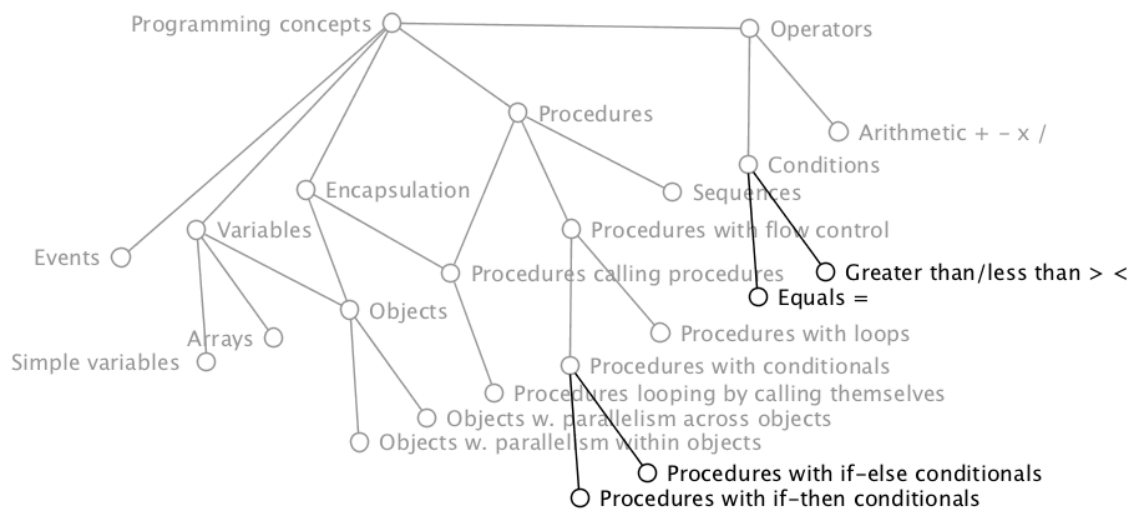 Programming concepts
Operators
Procedures
Arithmetic + - x /
Conditions
Encapsulation
Sequences
Variables
Procedures with flow control
Events
Procedures calling procedures
Greater than/less than > <
Equals =
Objects
Procedures with loops
Arrays
Simple variables
Procedures with conditionals
Procedures looping by calling themselves
Objects w. parallelism across objects
Objects w. parallelism within objects
Procedures with if-else conditionals
Procedures with if-then conditionals